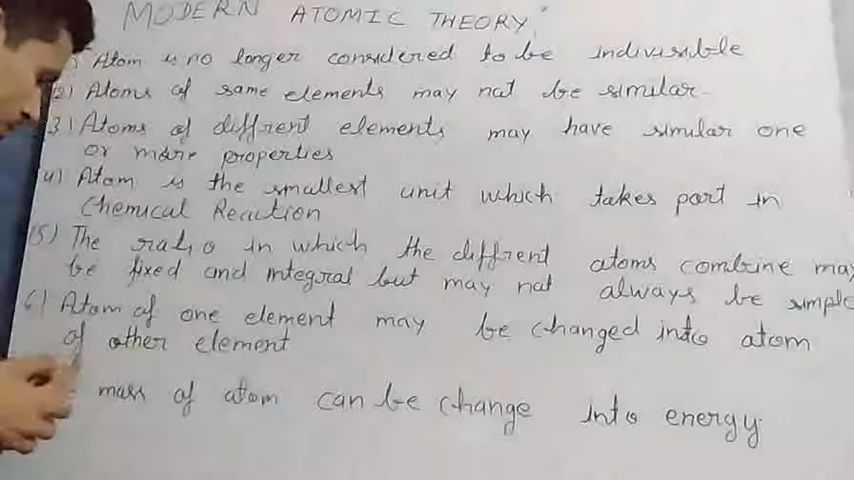 MODERN ATOMIC THEORY
1) Atom is no longer considered to be indivisible
(2) Atoms of same elements may not be similar
3) Atoms of diffrent elements may have similar one
or more properties
4) Atom is the smallest unit which takes part in
Chemical Reaction
(5) The ratio in which the diffrent atoms combine may
be fixed and integral but may not always be simple
6) Atom of one element may be changed into atom
of other element
mass of atom can be change into energy.